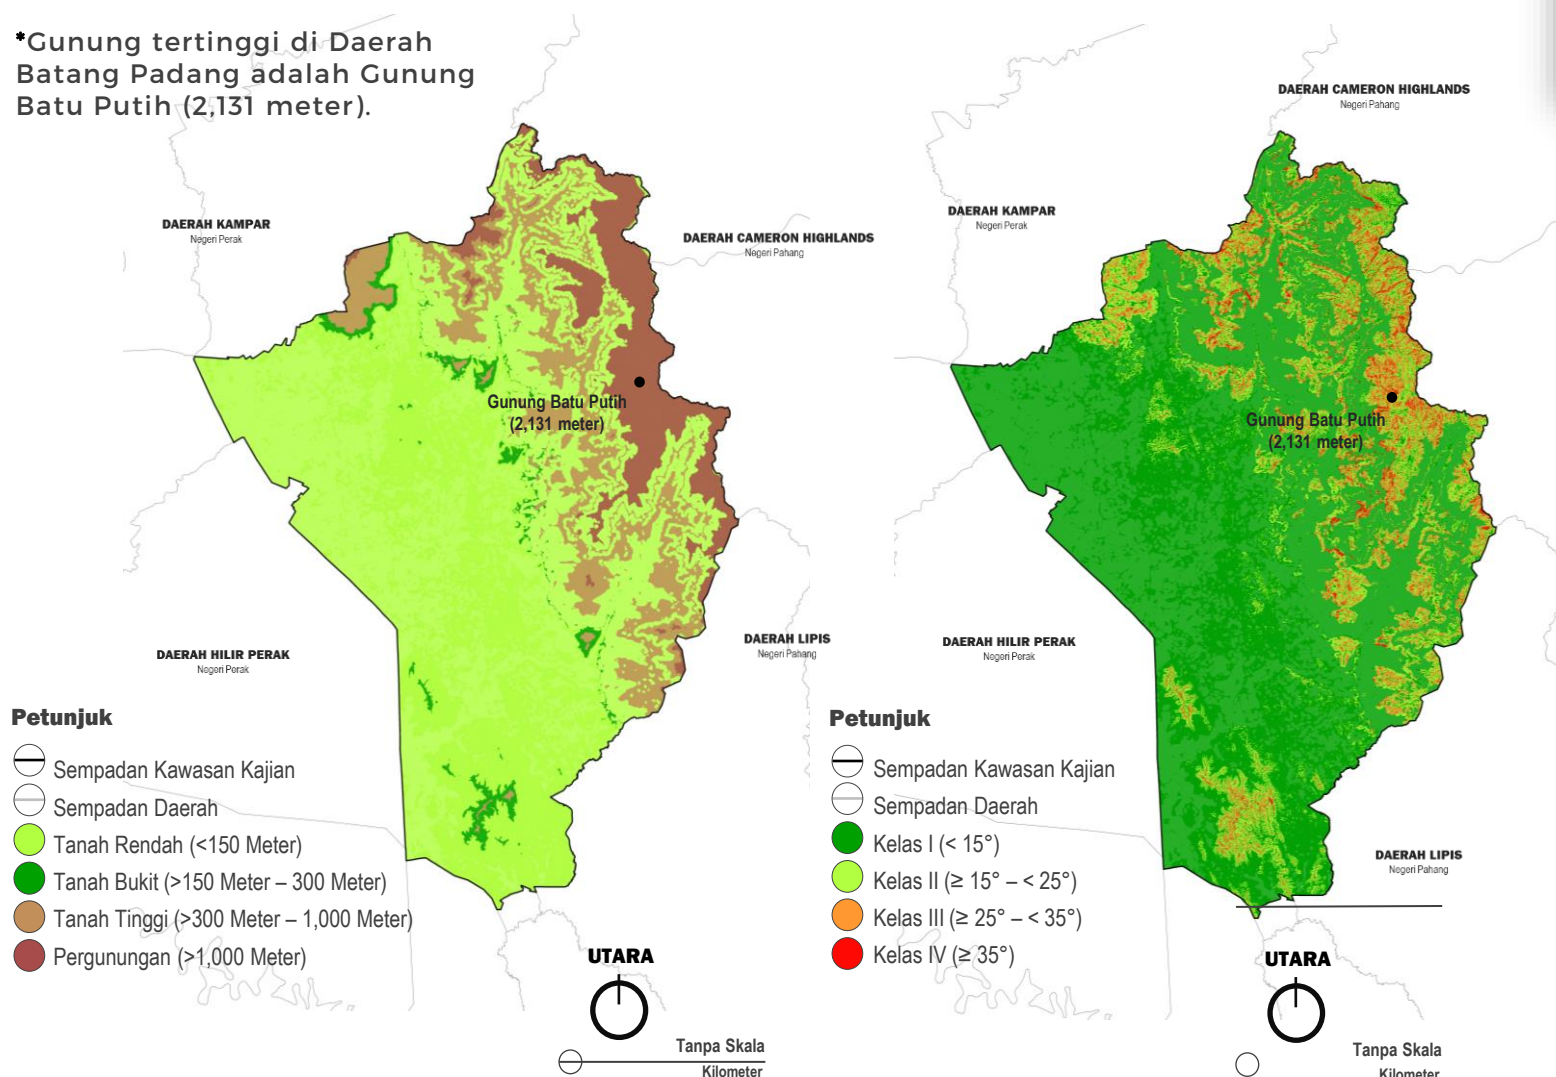 *Gunung tertinggi di Daerah
Batang Padang adalah Gunung
Batu Putih (2,131 meter).
DAERAH KAMPAR
Negeri Perak
DAERAH CAMERON HIGHLANDS
Negeri Pahang
Gunung Batu Putih
(2,131 meter)
DAERAH HILIR PERAK
Negeri Perak
DAERAH LIPIS
Negeri Pahang
Petunjuk
Sempadan Kawasan Kajian
Sempadan Daerah
Tanah Rendah (<150 Meter)
Tanah Bukit (>150 Meter – 300 Meter)
Tanah Tinggi (>300 Meter – 1,000 Meter)
Pergunungan (>1,000 Meter)
UTARA
Tanpa Skala
Kilometer
DAERAH CAMERON HIGHLANDS
Negeri Pahang
DAERAH KAMPAR
Negeri Perak
Gunung Batu Putih
(2,131 meter)
DAERAH HILIR PERAK
Negeri Perak
DAERAH LIPIS
Negeri Pahang
Petunjuk
Sempadan Kawasan Kajian
Sempadan Daerah
Kelas I (< 15°)
Kelas II (≥ 15° – < 25°)
Kelas III (≥ 25° – < 35°)
Kelas IV (≥ 35°)
UTARA
Tanpa Skala
Kilometer